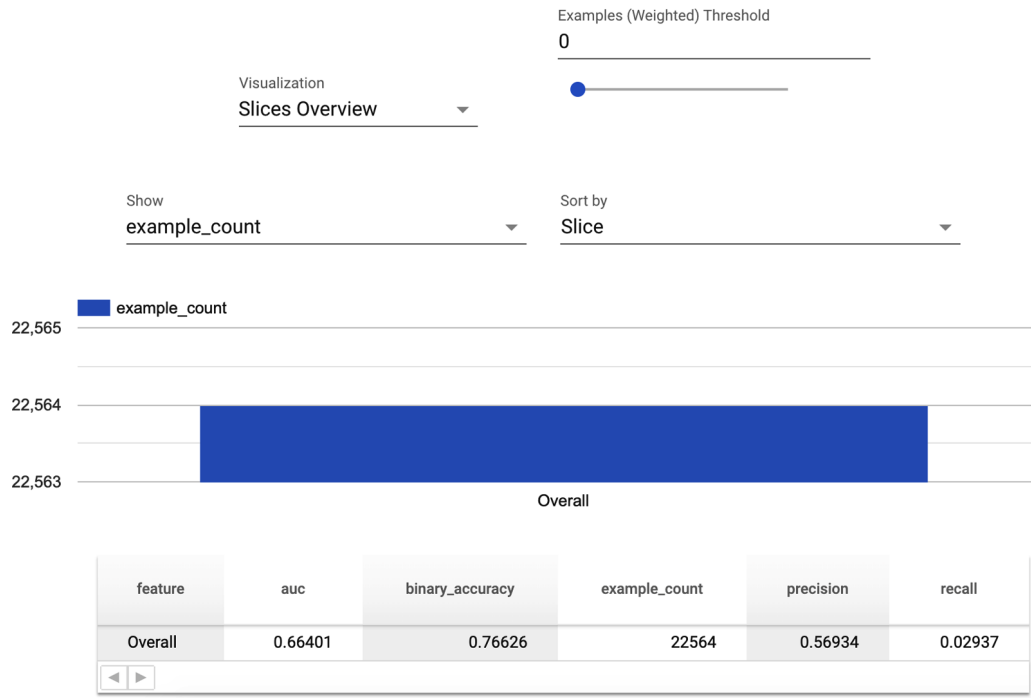 Examples (Weighted) Threshold
0
Visualization
Slices Overview
Show
example_count
Sort by
Slice
example_count
22,565
22,564
22,563
Overall
feature auc binary_accuracy example_count precision recall
Overall 0.66401 0.76626 22564 0.56934 0.02937